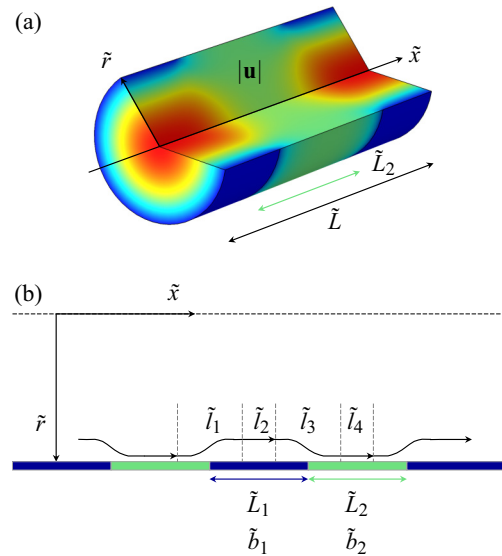 (a)
r̃
|u|
x̃
L̃₂
L̃
(b)
x̃
r̃
l̃₁ l̃₂ l̃₃ l̃₄
L̃₁ L̃₂
b̃₁ b̃₂